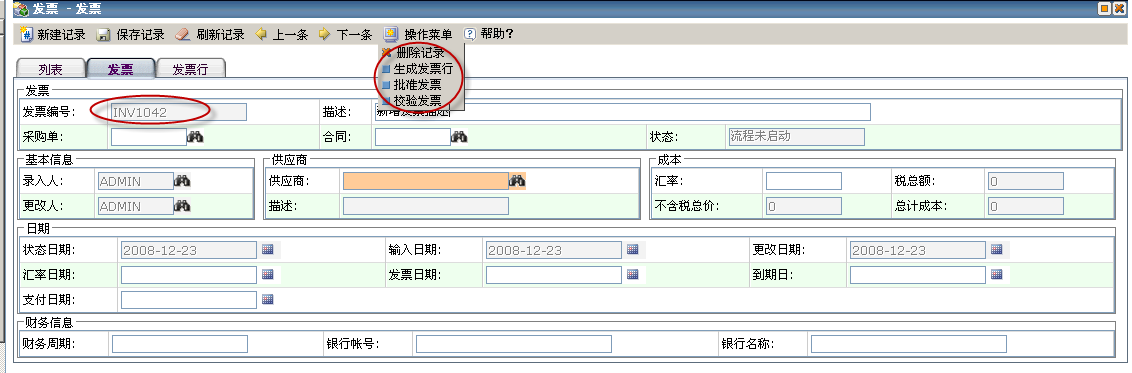 发票 - 发票
新建记录 保存记录 刷新记录 上一条 下一条 操作菜单 帮助?
删除记录
生成发票行
批准发票
校验发票
列表 发票 发票行
发票
发票编号: INV1042 描述: 新增发票描述
采购单: 合同: 状态: 流程未启动
基本信息 供应商 成本
录入人: ADMIN 供应商: 汇率: 税总额: 0
更改人: ADMIN 描述: 不含税总价: 0 总计成本: 0
日期
状态日期: 2008-12-23 输入日期: 2008-12-23 更改日期: 2008-12-23
汇率日期: 发票日期: 到期日:
支付日期:
财务信息
财务周期: 银行帐号: 银行名称: